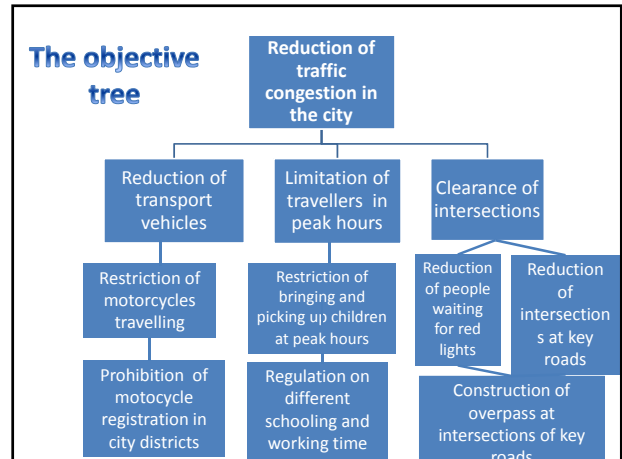 The objective
tree
Reduction of
traffic
congestion in
the city
Reduction of
transport
vehicles
Limitation of
travellers in
peak hours
Clearance of
intersections
Restriction of
motorcycles
travelling
Restriction of
bringing and
picking up children
at peak hours
Reduction
of people
waiting
for red
lights
Reduction
of
intersection
s at key
roads
Prohibition of
motocycle
registration in
city districts
Regulation on
different
schooling and
working time
Construction of
overpass at
intersections of key
roads